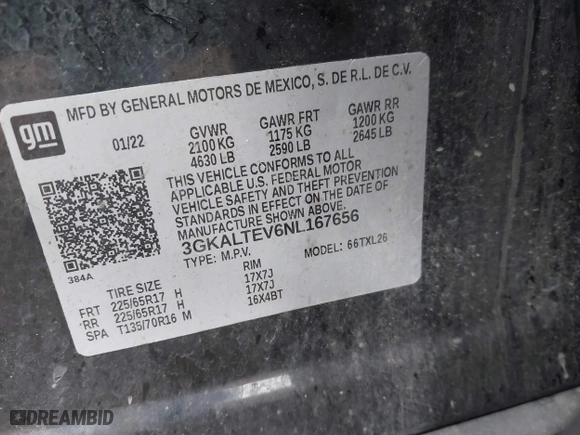 gm
MFD BY GENERAL MOTORS DE MEXICO, S. DE R.L. DE C.V.
01/22 GVWR GAWR FRT GAWR RR
2100 KG 1175 KG 1200 KG
4630 LB 2590 LB 2645 LB
THIS VEHICLE CONFORMS TO ALL
APPLICABLE U.S. FEDERAL MOTOR
VEHICLE SAFETY AND THEFT PREVENTION
STANDARDS IN EFFECT ON THE DATE OF
MANUFACTURE SHOWN ABOVE.
3GKALTEV6NL167656
TYPE: M.P.V. MODEL: 66TXL26
384A
TIRE SIZE RIM
FRT 225/65R17 H 17X7J
RR 225/65R17 H 17X7J
SPA T135/70R16 M 16X4BT
DREAMBID